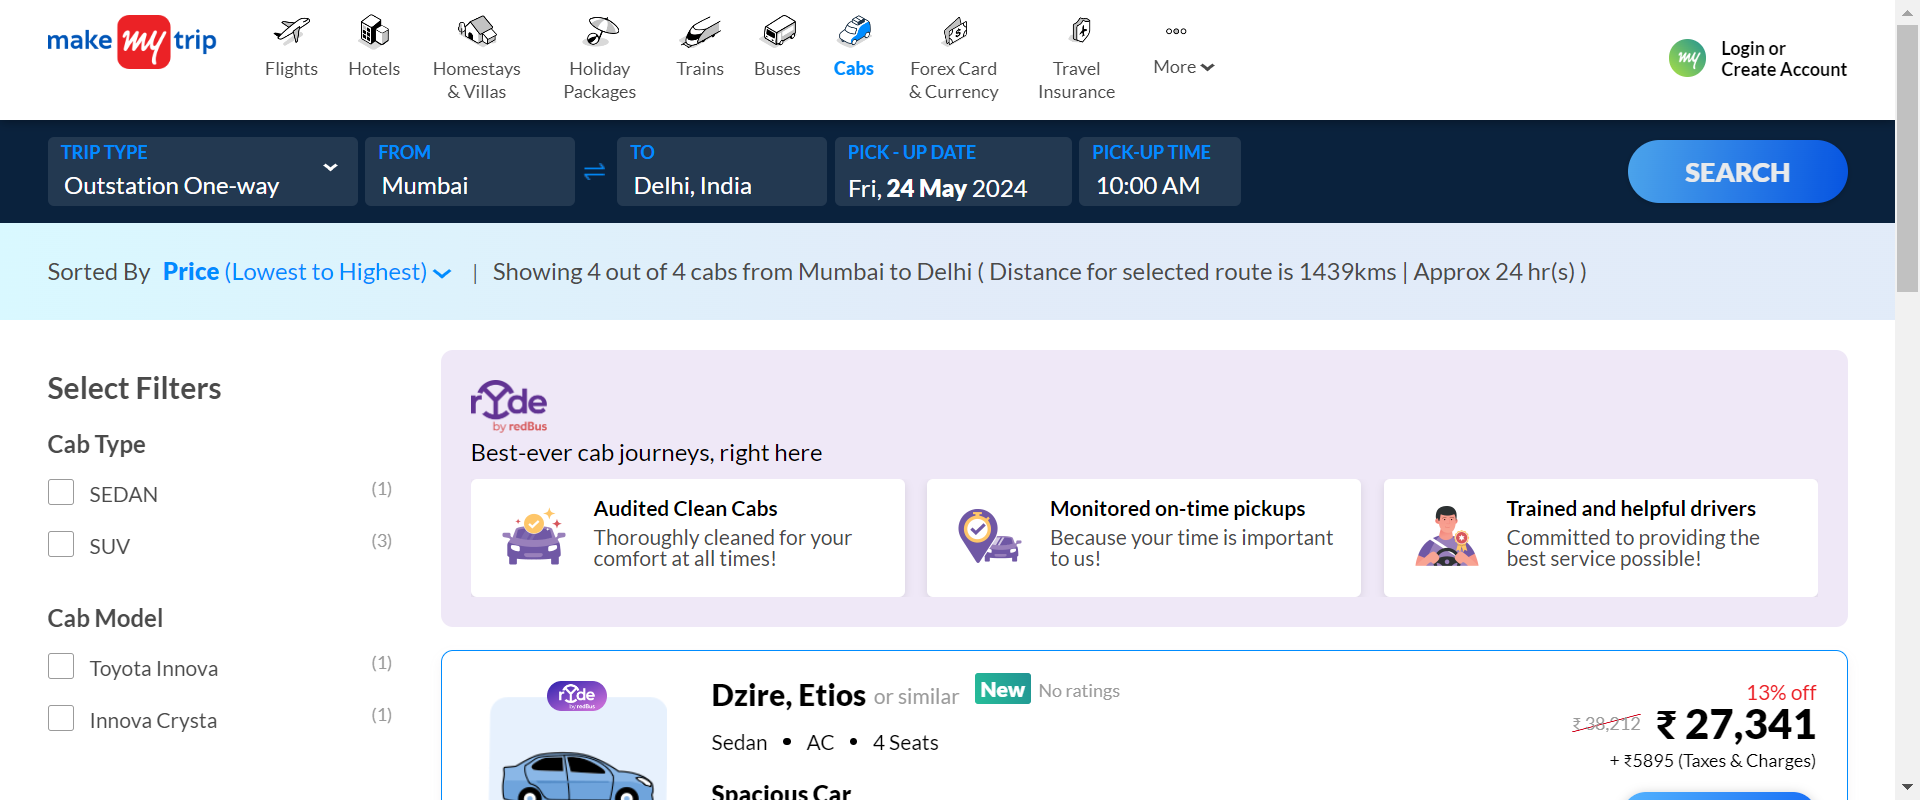 make my trip
Flights
Hotels
Homestays
& Villas
Holiday
Packages
Trains
Buses
Cabs
Forex Card
& Currency
Travel
Insurance
More
my
Login or
Create Account
TRIP TYPE
Outstation One-way
FROM
Mumbai
TO
Delhi, India
PICK - UP DATE
Fri, 24 May 2024
PICK-UP TIME
10:00 AM
SEARCH
Sorted By Price (Lowest to Highest) | Showing 4 out of 4 cabs from Mumbai to Delhi ( Distance for selected route is 1439kms | Approx 24 hr(s) )
Select Filters
Cab Type
SEDAN (1)
SUV (3)
Cab Model
Toyota Innova (1)
Innova Crysta (1)
rYde
by redBus
Best-ever cab journeys, right here
Audited Clean Cabs
Thoroughly cleaned for your
comfort at all times!
Monitored on-time pickups
Because your time is important
to us!
Trained and helpful drivers
Committed to providing the
best service possible!
rYde
by redBus
Dzire, Etios or similar New No ratings
Sedan • AC • 4 Seats
Spacious Car
13% off
₹ 38,212 ₹ 27,341
+ ₹5895 (Taxes & Charges)